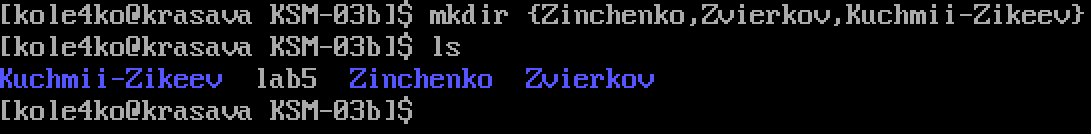 [kole4ko@krasava KSM-03b]$ mkdir {Zinchenko,Zvierkov,Kuchmii-Zikeev}
[kole4ko@krasava KSM-03b]$ ls
Kuchmii-Zikeev  lab5  Zinchenko  Zvierkov
[kole4ko@krasava KSM-03b]$